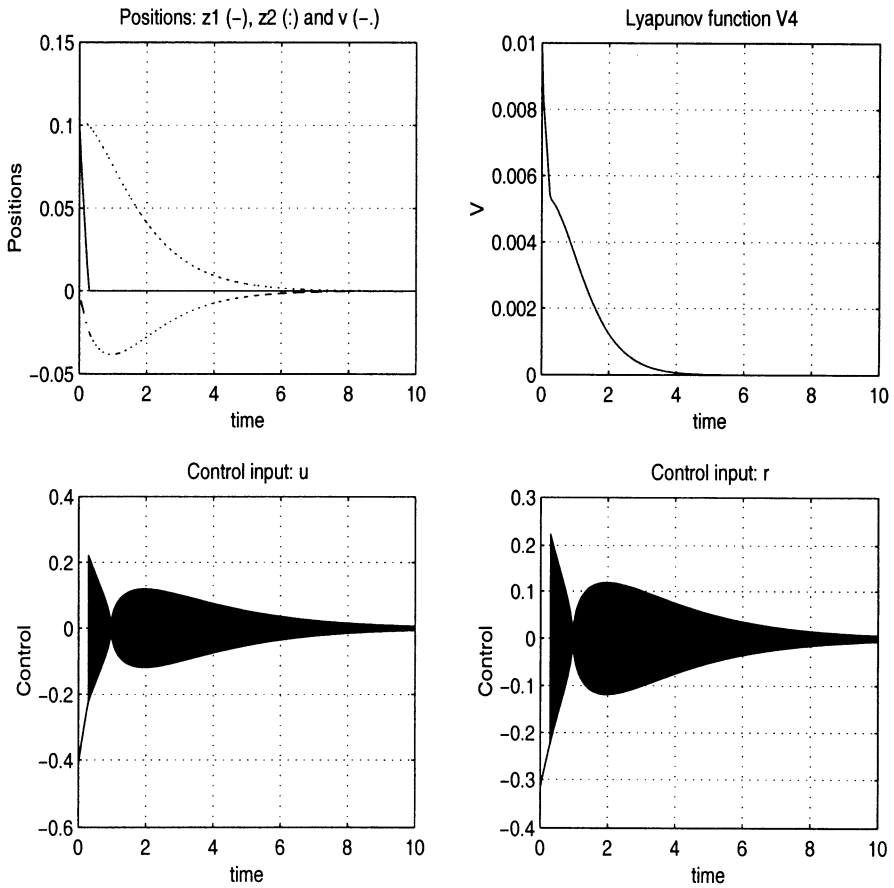 Positions: z1 (−), z2 (:) and v (−.)
0.15
0.1
0.05
0
−0.05
Positions
0 2 4 6 8 10
time
Lyapunov function V4
0.01
0.008
0.006
0.004
0.002
0
V
0 2 4 6 8 10
time
Control input: u
0.4
0.2
0
−0.2
−0.4
−0.6
Control
0 2 4 6 8 10
time
Control input: r
0.3
0.2
0.1
0
−0.1
−0.2
−0.3
−0.4
Control
0 2 4 6 8 10
time